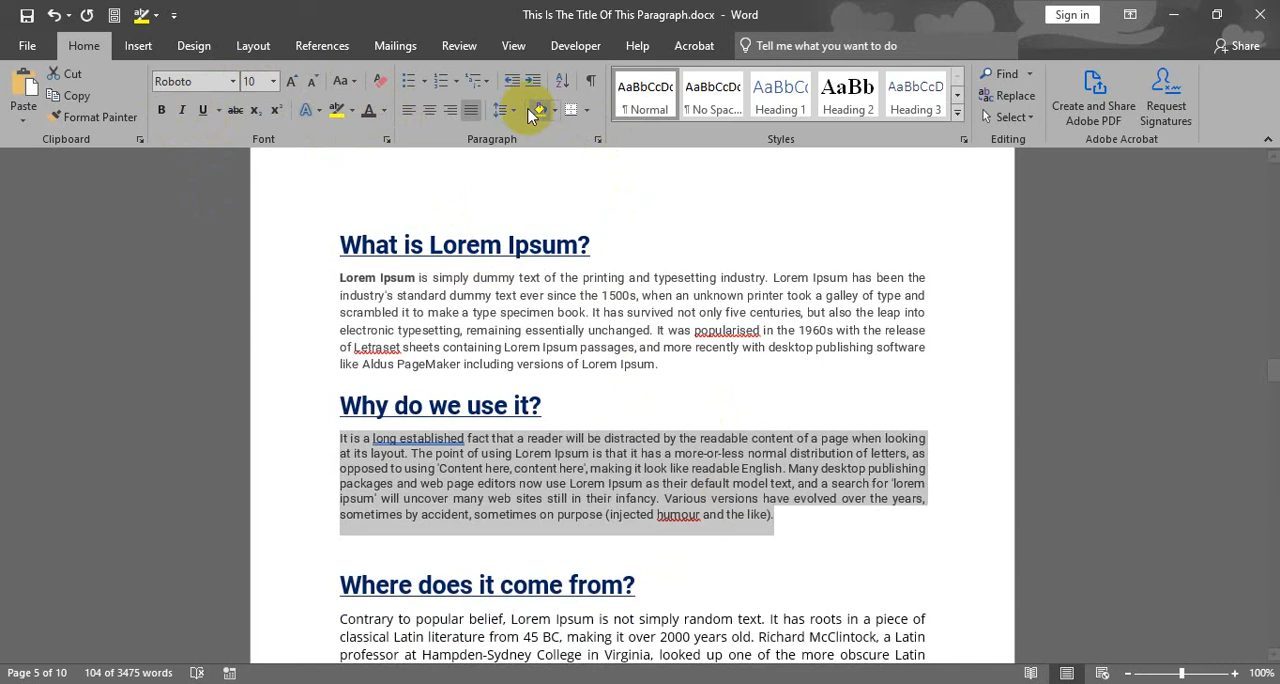 This Is The Title Of This Paragraph.docx - Word
Sign in
File Home Insert Design Layout References Mailings Review View Developer Help Acrobat Tell me what you want to do Share
Paste
Cut
Copy
Format Painter
Clipboard
Roboto 10 Aa
B I U abc x₂ x² A A
Font
Paragraph
AaBbCcDc AaBbCcDc AaBbCc AaBb AaBbCcD
¶ Normal ¶ No Spac... Heading 1 Heading 2 Heading 3
Styles
Find
Replace
Select
Editing
Create and Share Adobe PDF
Request Signatures
Adobe Acrobat
What is Lorem Ipsum?
Lorem Ipsum is simply dummy text of the printing and typesetting industry. Lorem Ipsum has been the
industry's standard dummy text ever since the 1500s, when an unknown printer took a galley of type and
scrambled it to make a type specimen book. It has survived not only five centuries, but also the leap into
electronic typesetting, remaining essentially unchanged. It was popularised in the 1960s with the release
of Letraset sheets containing Lorem Ipsum passages, and more recently with desktop publishing software
like Aldus PageMaker including versions of Lorem Ipsum.
Why do we use it?
It is a long established fact that a reader will be distracted by the readable content of a page when looking
at its layout. The point of using Lorem Ipsum is that it has a more-or-less normal distribution of letters, as
opposed to using 'Content here, content here', making it look like readable English. Many desktop publishing
packages and web page editors now use Lorem Ipsum as their default model text, and a search for 'lorem
ipsum' will uncover many web sites still in their infancy. Various versions have evolved over the years,
sometimes by accident, sometimes on purpose (injected humour and the like).
Where does it come from?
Contrary to popular belief, Lorem Ipsum is not simply random text. It has roots in a piece of
classical Latin literature from 45 BC, making it over 2000 years old. Richard McClintock, a Latin
professor at Hampden-Sydney College in Virginia, looked up one of the more obscure Latin
Page 5 of 10 104 of 3475 words 100%